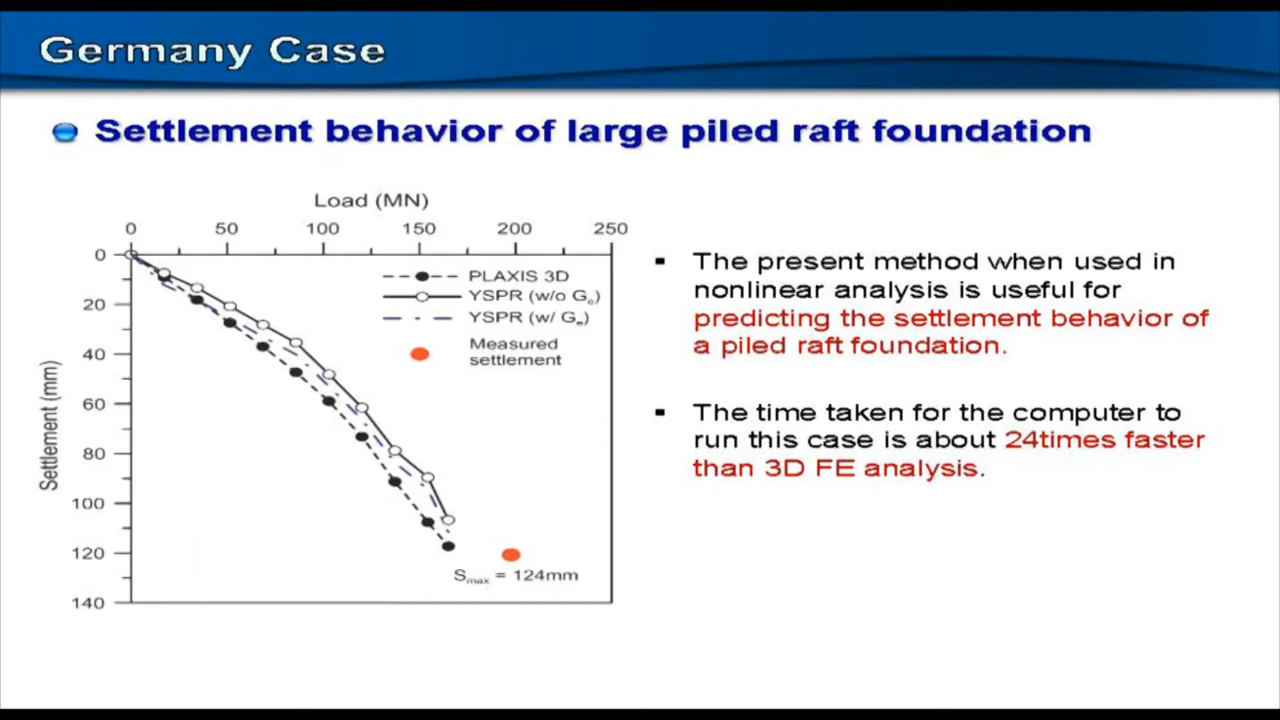 Germany Case
Settlement behavior of large piled raft foundation
Load (MN)
0 50 100 150 200 250
Settlement (mm)
0
20
40
60
80
100
120
140
PLAXIS 3D
YSPR (w/o G
YSPR (w/ G
Measured
settlement
Smax = 124mm
The present method when used in
nonlinear analysis is useful for
predicting the settlement behavior of
a piled raft foundation.
The time taken for the computer to
run this case is about 24times faster
than 3D FE analysis.